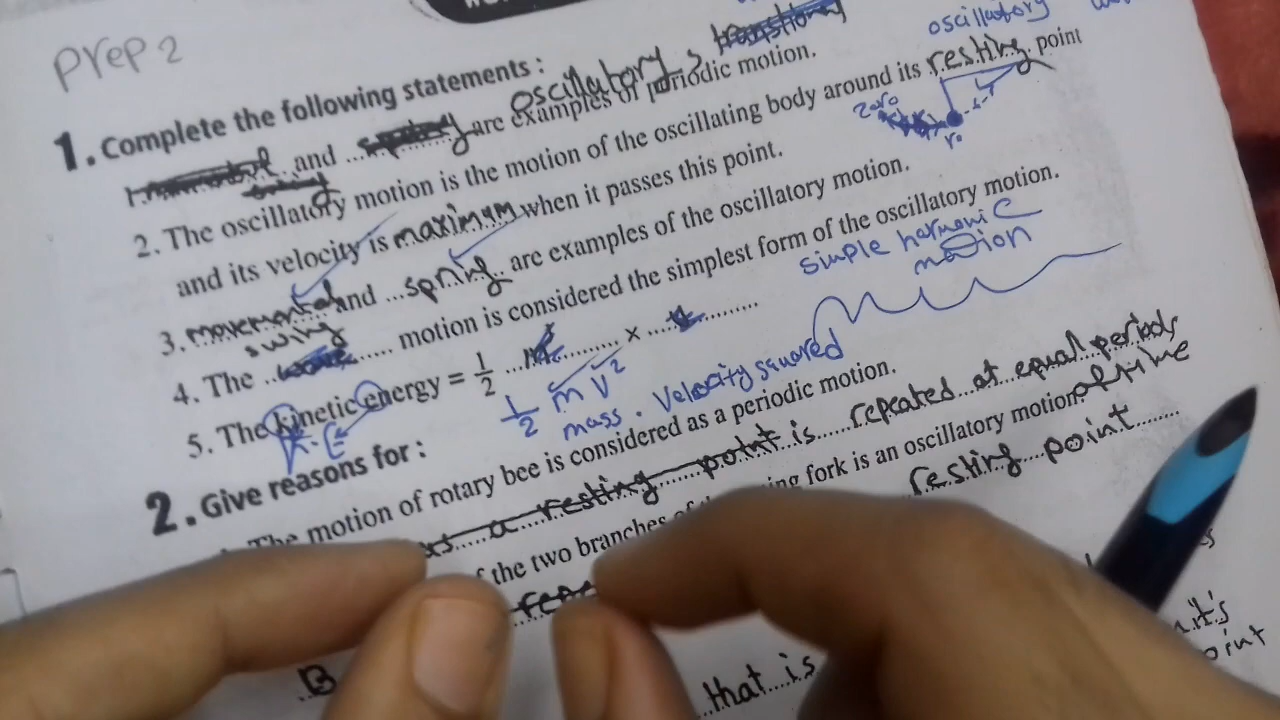 prep 2
oscillatory
1. Complete the following statements :
oscillatory,
1. and are examples of periodic motion.
2. The oscillatory motion is the motion of the oscillating body around its resting point
zero
and its velocity is maximum when it passes this point.
3. and spring are examples of the oscillatory motion.
swing
4. The motion is considered the simplest form of the oscillatory motion.
simple harmonic
motion
5. The kinetic energy = 1/2 ... × ...
K.E
1/2 m v²
mass . Velocity squared
2. Give reasons for :
The motion of rotary bee is considered as a periodic motion.
as a resting point is repeated at equal periods
of time
the two branches fork is an oscillatory motion
resting point
it's
point
B
that is